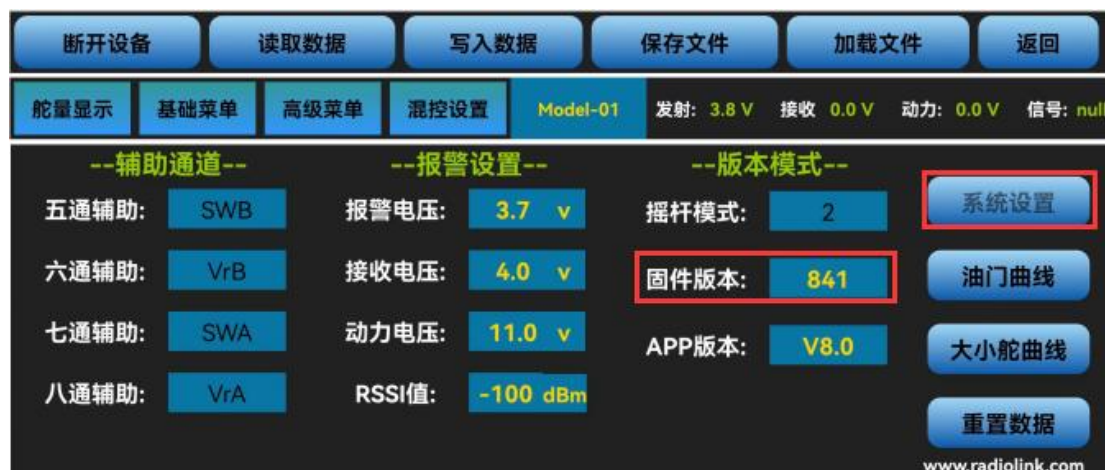 断开设备 读取数据 写入数据 保存文件 加载文件 返回
舵量显示 基础菜单 高级菜单 混控设置 Model-01 发射: 3.8 V 接收 0.0 V 动力: 0.0 V 信号: null
--辅助通道-- --报警设置-- --版本模式--
五通辅助: SWB 报警电压: 3.7 v 摇杆模式: 2 系统设置
六通辅助: VrB 接收电压: 4.0 v 固件版本: 841 油门曲线
七通辅助: SWA 动力电压: 11.0 v APP版本: V8.0 大小舵曲线
八通辅助: VrA RSSI值: -100 dBm 重置数据
www.radiolink.com